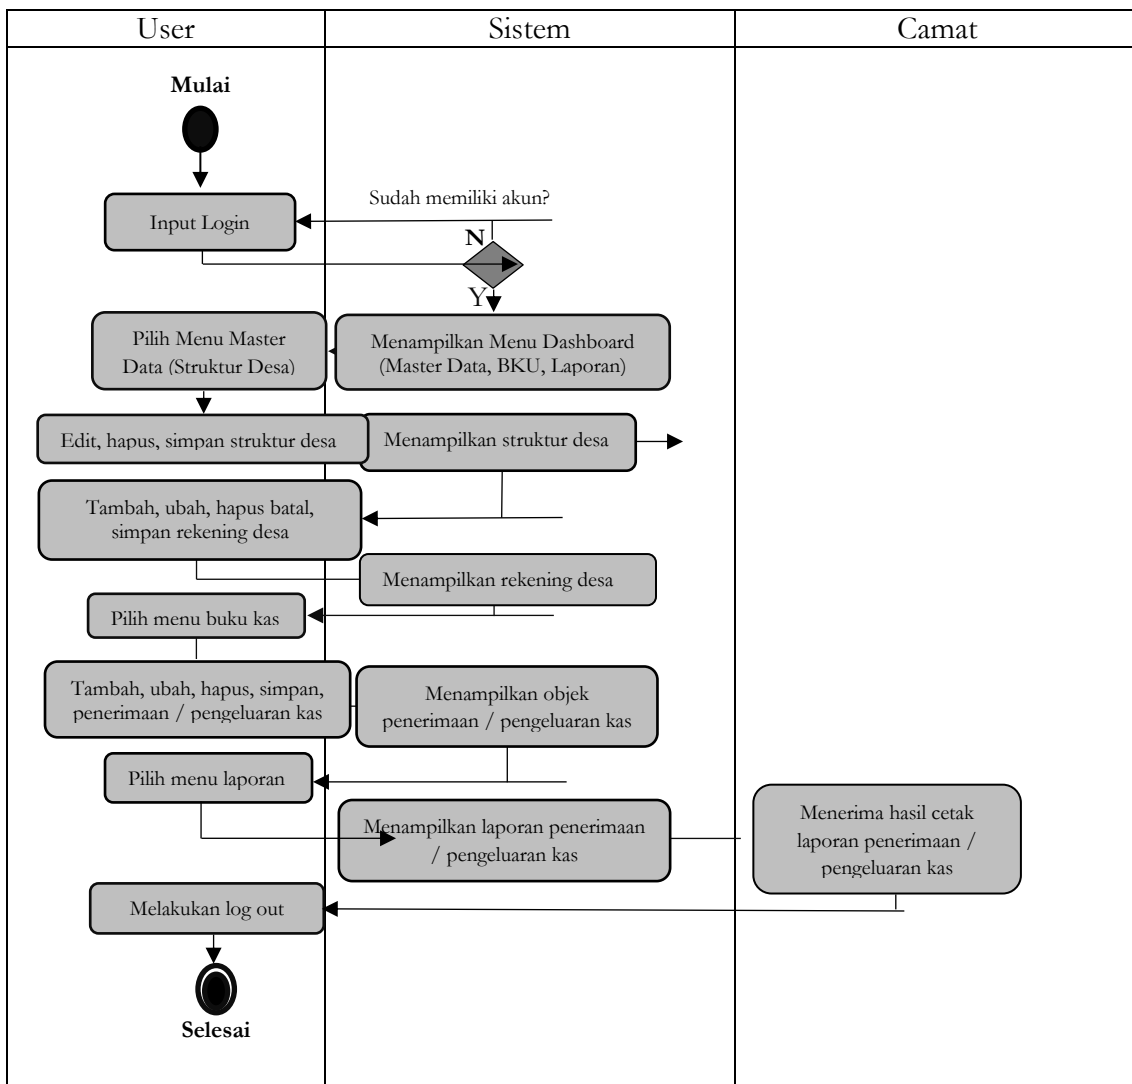 User
Sistem
Camat
Mulai
Sudah memiliki akun?
Input Login
N
Y
Pilih Menu Master
Data (Struktur Desa)
Menampilkan Menu Dashboard
(Master Data, BKU, Laporan)
Edit, hapus, simpan struktur desa
Menampilkan struktur desa
Tambah, ubah, hapus batal,
simpan rekening desa
Menampilkan rekening desa
Pilih menu buku kas
Tambah, ubah, hapus, simpan,
penerimaan / pengeluaran kas
Menampilkan objek
penerimaan / pengeluaran kas
Pilih menu laporan
Menampilkan laporan penerimaan
/ pengeluaran kas
Menerima hasil cetak
laporan penerimaan /
pengeluaran kas
Melakukan log out
Selesai